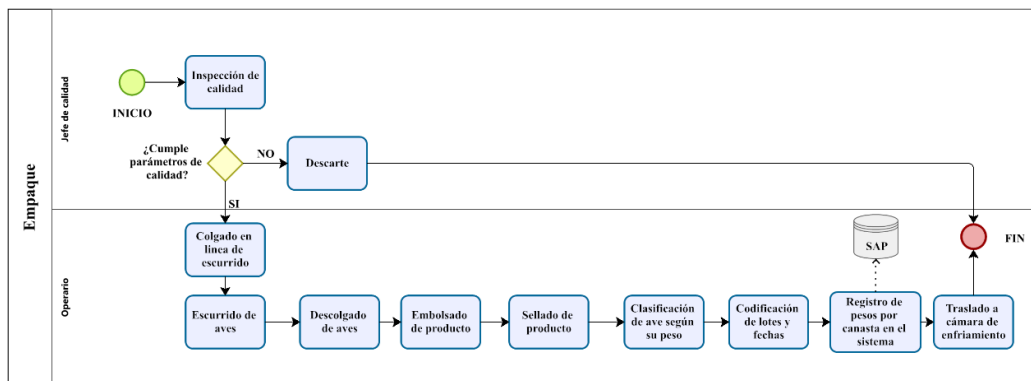 Empaque
Jefe de calidad
INICIO
Inspección de
calidad
¿Cumple
parámetros de
calidad?
NO
Descarte
SI
Operario
Colgado en
linea de
escurrido
Escurrido de
aves
Descolgado
de aves
Embolsado
de producto
Sellado de
producto
Clasificación
de ave según
su peso
Codificación
de lotes y
fechas
Registro de
pesos por
canasta en el
sistema
SAP
Traslado a
cámara de
enfriamiento
FIN